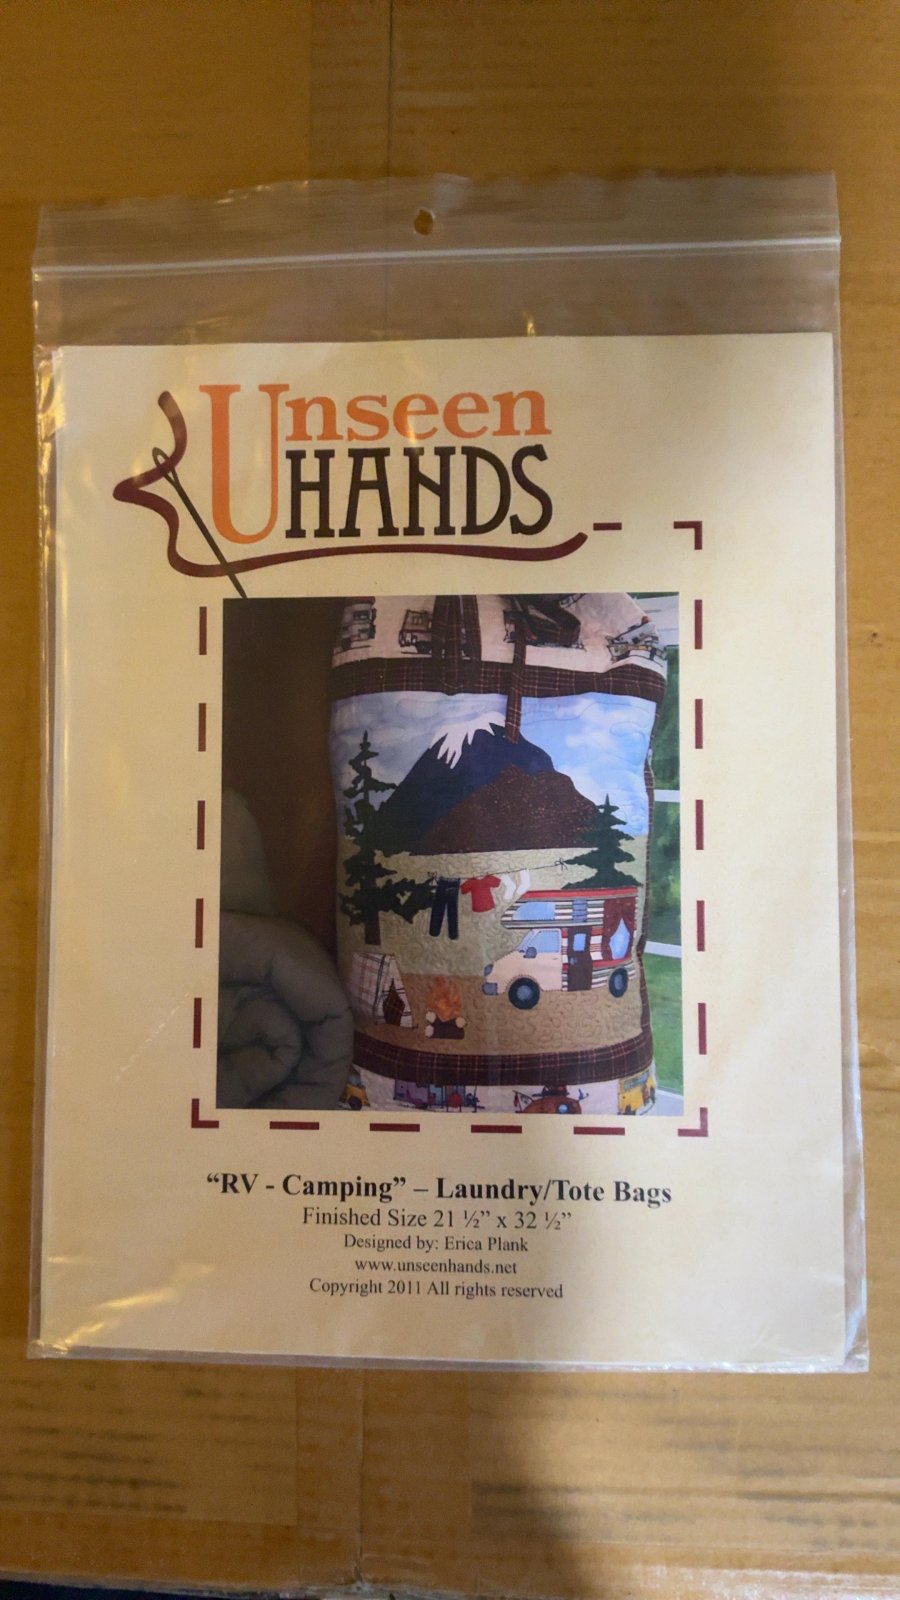 Unseen
HANDS
“RV - Camping” – Laundry/Tote Bags
Finished Size 21 ½” x 32 ½”
Designed by: Erica Plank
www.unseenhands.net
Copyright 2011 All rights reserved